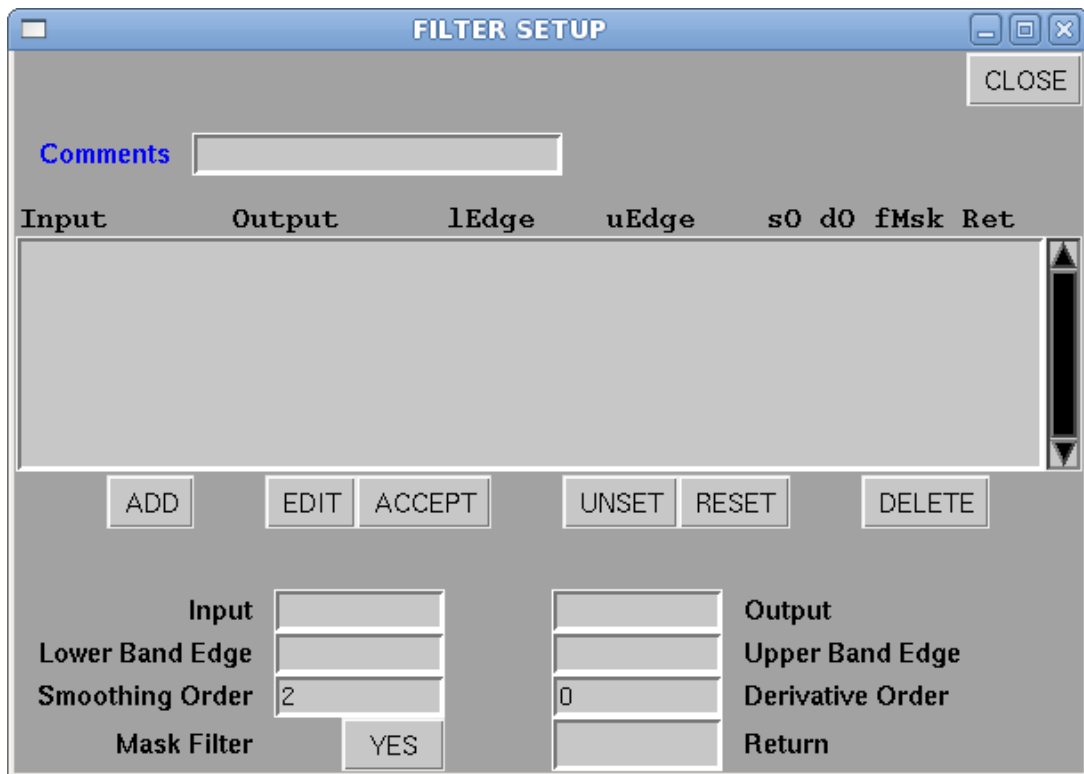 FILTER SETUP
CLOSE
Comments
Input Output lEdge uEdge sO dO fMsk Ret
ADD EDIT ACCEPT UNSET RESET DELETE
Input Output
Lower Band Edge Upper Band Edge
Smoothing Order 2 0 Derivative Order
Mask Filter YES Return